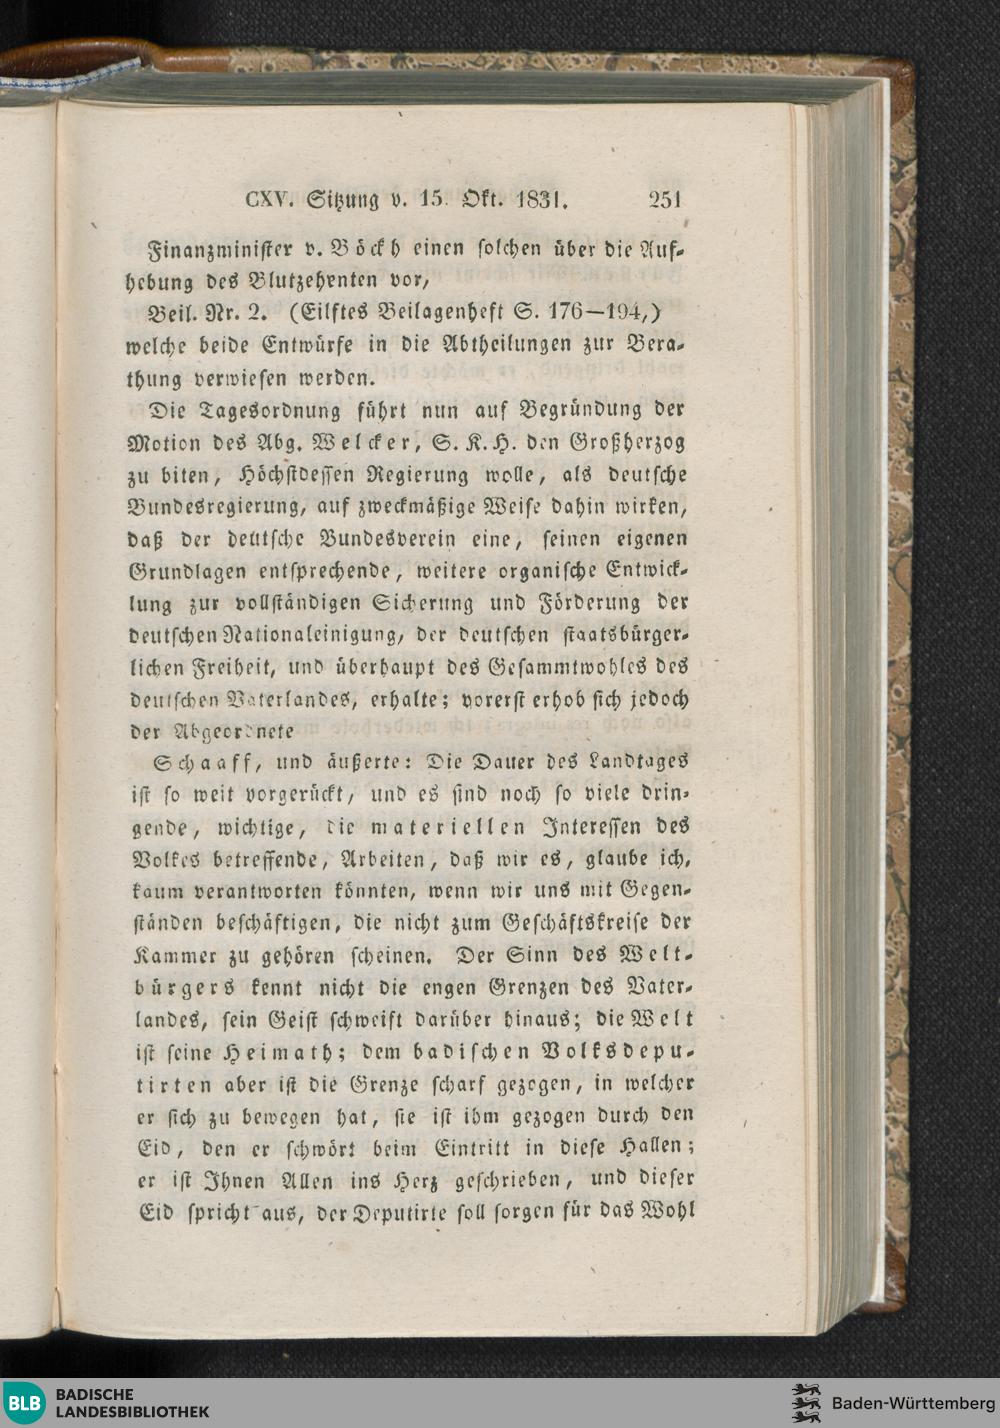 CXV. Sitzung v. 15. Okt. 1831. 251
Finanzminister v. Böckh einen solchen über die Auf-
hebung des Blutzehenten vor,
Beil. Nr. 2. (Eilftes Beilagenheft S. 176—194,)
welche beide Entwürfe in die Abtheilungen zur Bera-
thung verwiesen werden.
Die Tagesordnung führt nun auf Begründung der
Motion des Abg. Welcker, S. K. H. den Großherzog
zu biten, Höchstdessen Regierung wolle, als deutsche
Bundesregierung, auf zweckmäßige Weise dahin wirken,
daß der deutsche Bundesverein eine, seinen eigenen
Grundlagen entsprechende, weitere organische Entwick-
lung zur vollständigen Sicherung und Förderung der
deutschen Nationaleinigung, der deutschen staatsbürger-
lichen Freiheit, und überhaupt des Gesammtwohles des
deutschen Vaterlandes, erhalte; vorerst erhob sich jedoch
der Abgeordnete
Schaaff, und äußerte: Die Dauer des Landtages
ist so weit vorgerückt, und es sind noch so viele drin-
gende, wichtige, die materiellen Interessen des
Volkes betreffende, Arbeiten, daß wir es, glaube ich,
kaum verantworten könnten, wenn wir uns mit Gegen-
ständen beschäftigen, die nicht zum Geschäftskreise der
Kammer zu gehören scheinen. Der Sinn des Welt-
bürgers kennt nicht die engen Grenzen des Vater-
landes, sein Geist schweift darüber hinaus; die Welt
ist seine Heimath; dem badischen Volksdepu-
tirten aber ist die Grenze scharf gezogen, in welcher
er sich zu bewegen hat, sie ist ihm gezogen durch den
Eid, den er schwört beim Eintritt in diese Hallen;
er ist Ihnen Allen ins Herz geschrieben, und dieser
Eid spricht aus, der Deputirte soll sorgen für das Wohl
BLB BADISCHE
LANDESBIBLIOTHEK
Baden-Württemberg